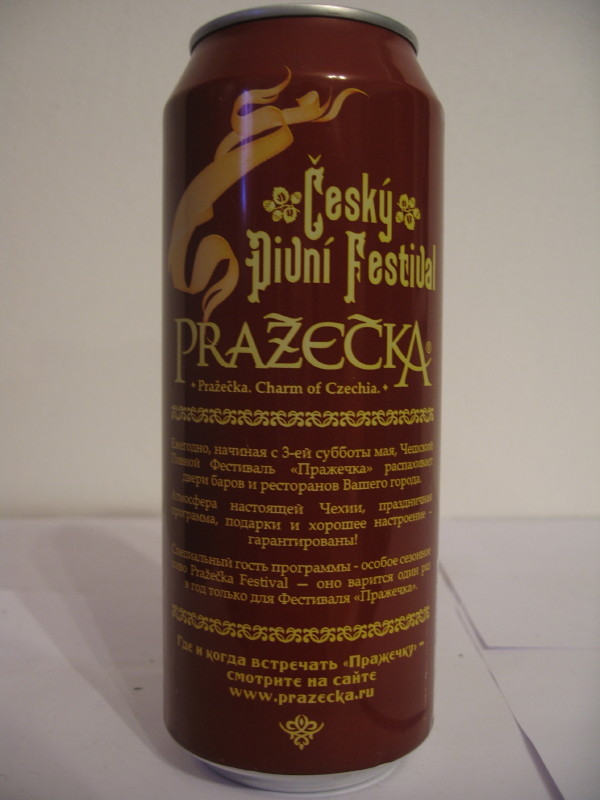 Český
Pivní Festival
PRAŽEČKA®
Pražečka. Charm of Czechia.
Ежегодно, начиная с 3-ей субботы мая, Чешский
Пивной Фестиваль «Пражечка» распахивает
двери баров и ресторанов Вашего города.
Атмосфера настоящей Чехии, праздничная
программа, подарки и хорошее настроение –
гарантированы!
Специальный гость программы - особое сезонное
пиво Pražečka Festival — оно варится один раз
в год только для Фестиваля «Пражечка».
Где и когда встречать «Пражечку» –
смотрите на сайте
www.prazecka.ru